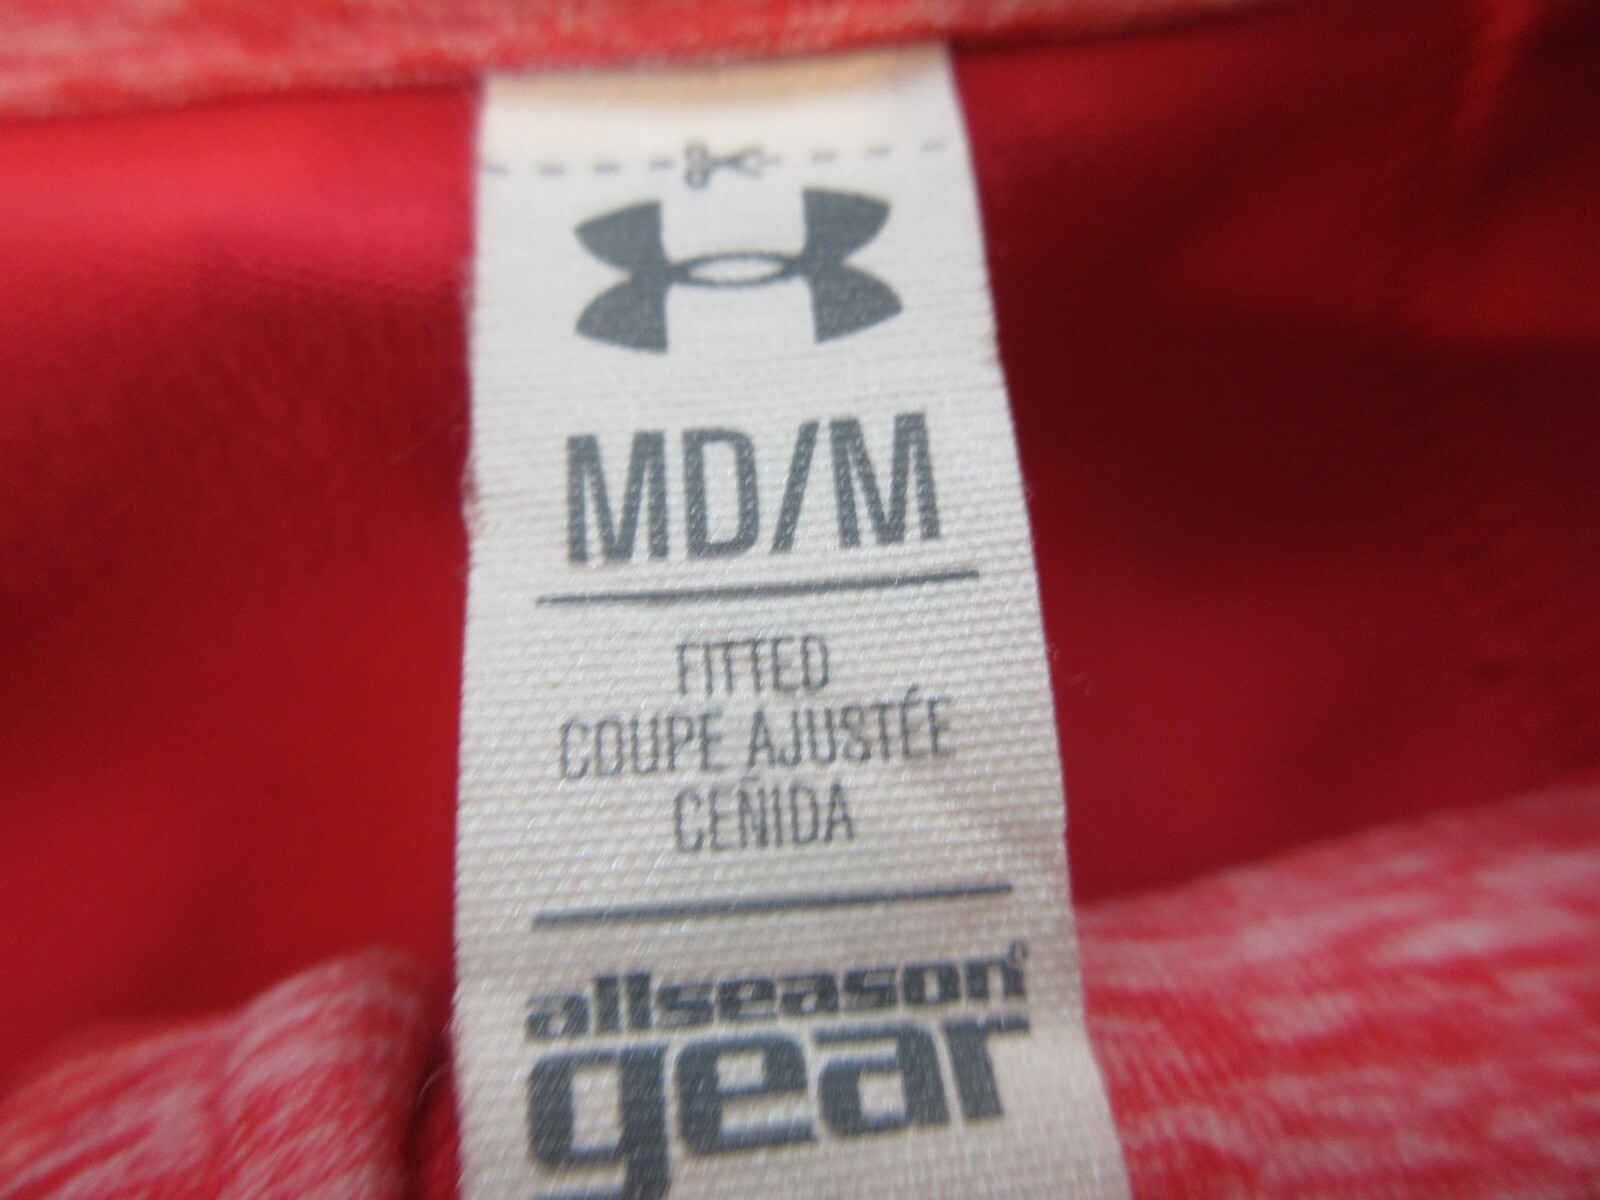 MD/M
FITTED
COUPE AJUSTÉE
CEÑIDA
allseason®
gear